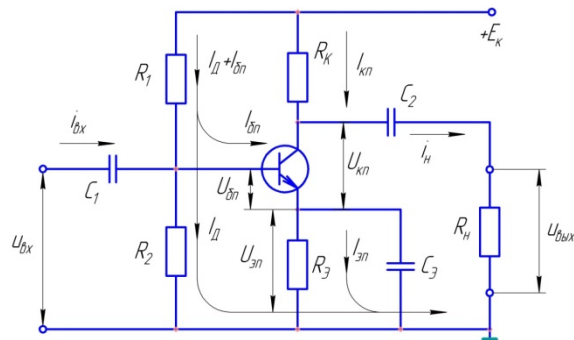 +Eк
R1
IД+Iбп
RК
Iкп
C2
iвх
Iбп
iн
C1
Uбп
Uкп
uвх
R2
IД
Uэп
RЭ
Iэп
CЭ
Rн
uвых